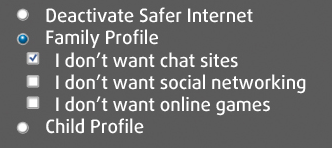 Deactivate Safer Internet
Family Profile
I don't want chat sites
I don't want social networking
I don't want online games
Child Profile